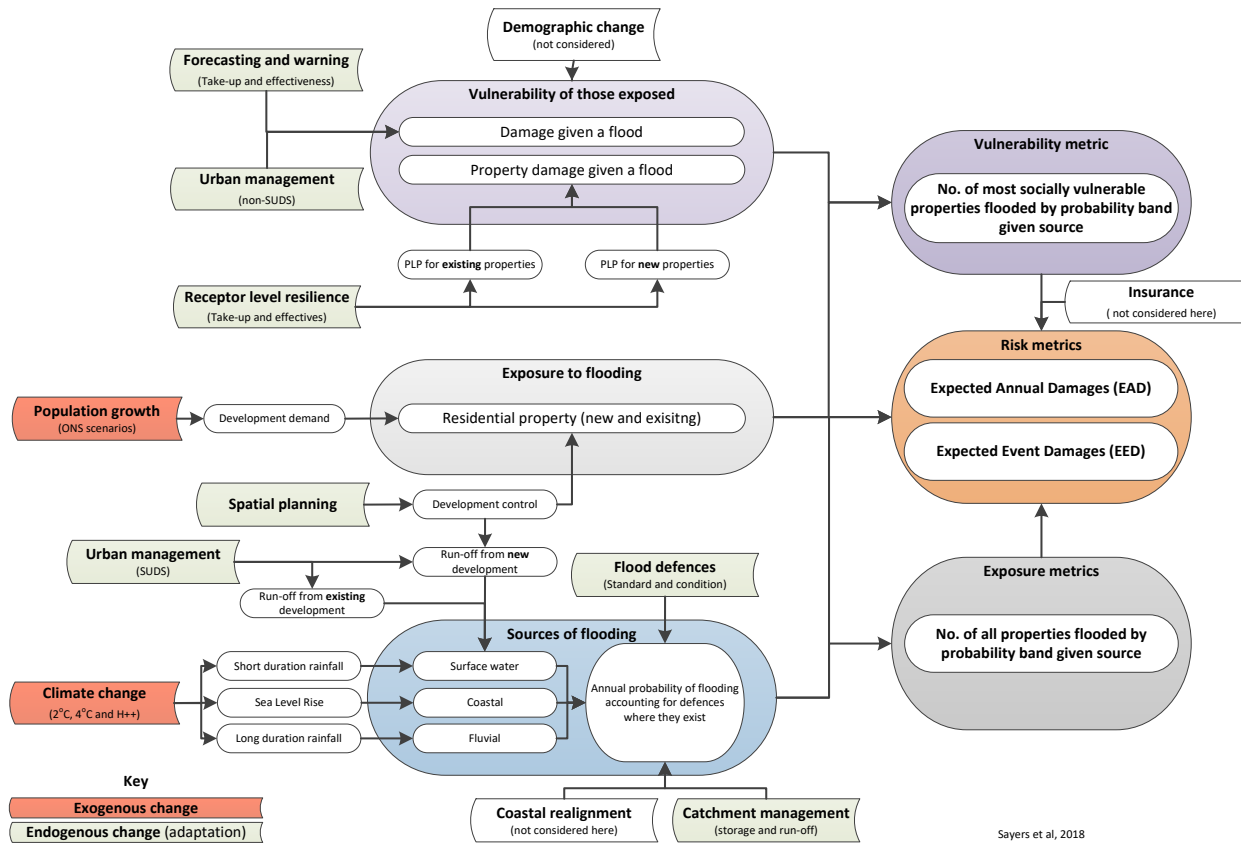 Demographic change
(not considered)
Forecasting and warning
(Take-up and effectiveness)
Vulnerability of those exposed
Damage given a flood
Property damage given a flood
Urban management
(non-SUDS)
PLP for existing properties
PLP for new properties
Receptor level resilience
(Take-up and effectives)
Vulnerability metric
No. of most socially vulnerable
properties flooded by probability band
given source
Insurance
( not considered here)
Risk metrics
Expected Annual Damages (EAD)
Expected Event Damages (EED)
Exposure to flooding
Population growth
(ONS scenarios)
Development demand
Residential property (new and exisitng)
Spatial planning
Development control
Urban management
(SUDS)
Run-off from new
development
Run-off from existing
development
Flood defences
(Standard and condition)
Exposure metrics
No. of all properties flooded by
probability band given source
Sources of flooding
Climate change
(2°C, 4°C and H++)
Short duration rainfall
Sea Level Rise
Long duration rainfall
Surface water
Coastal
Fluvial
Annual probability of flooding
accounting for defences
where they exist
Coastal realignment
(not considered here)
Catchment management
(storage and run-off)
Key
Exogenous change
Endogenous change (adaptation)
Sayers et al, 2018